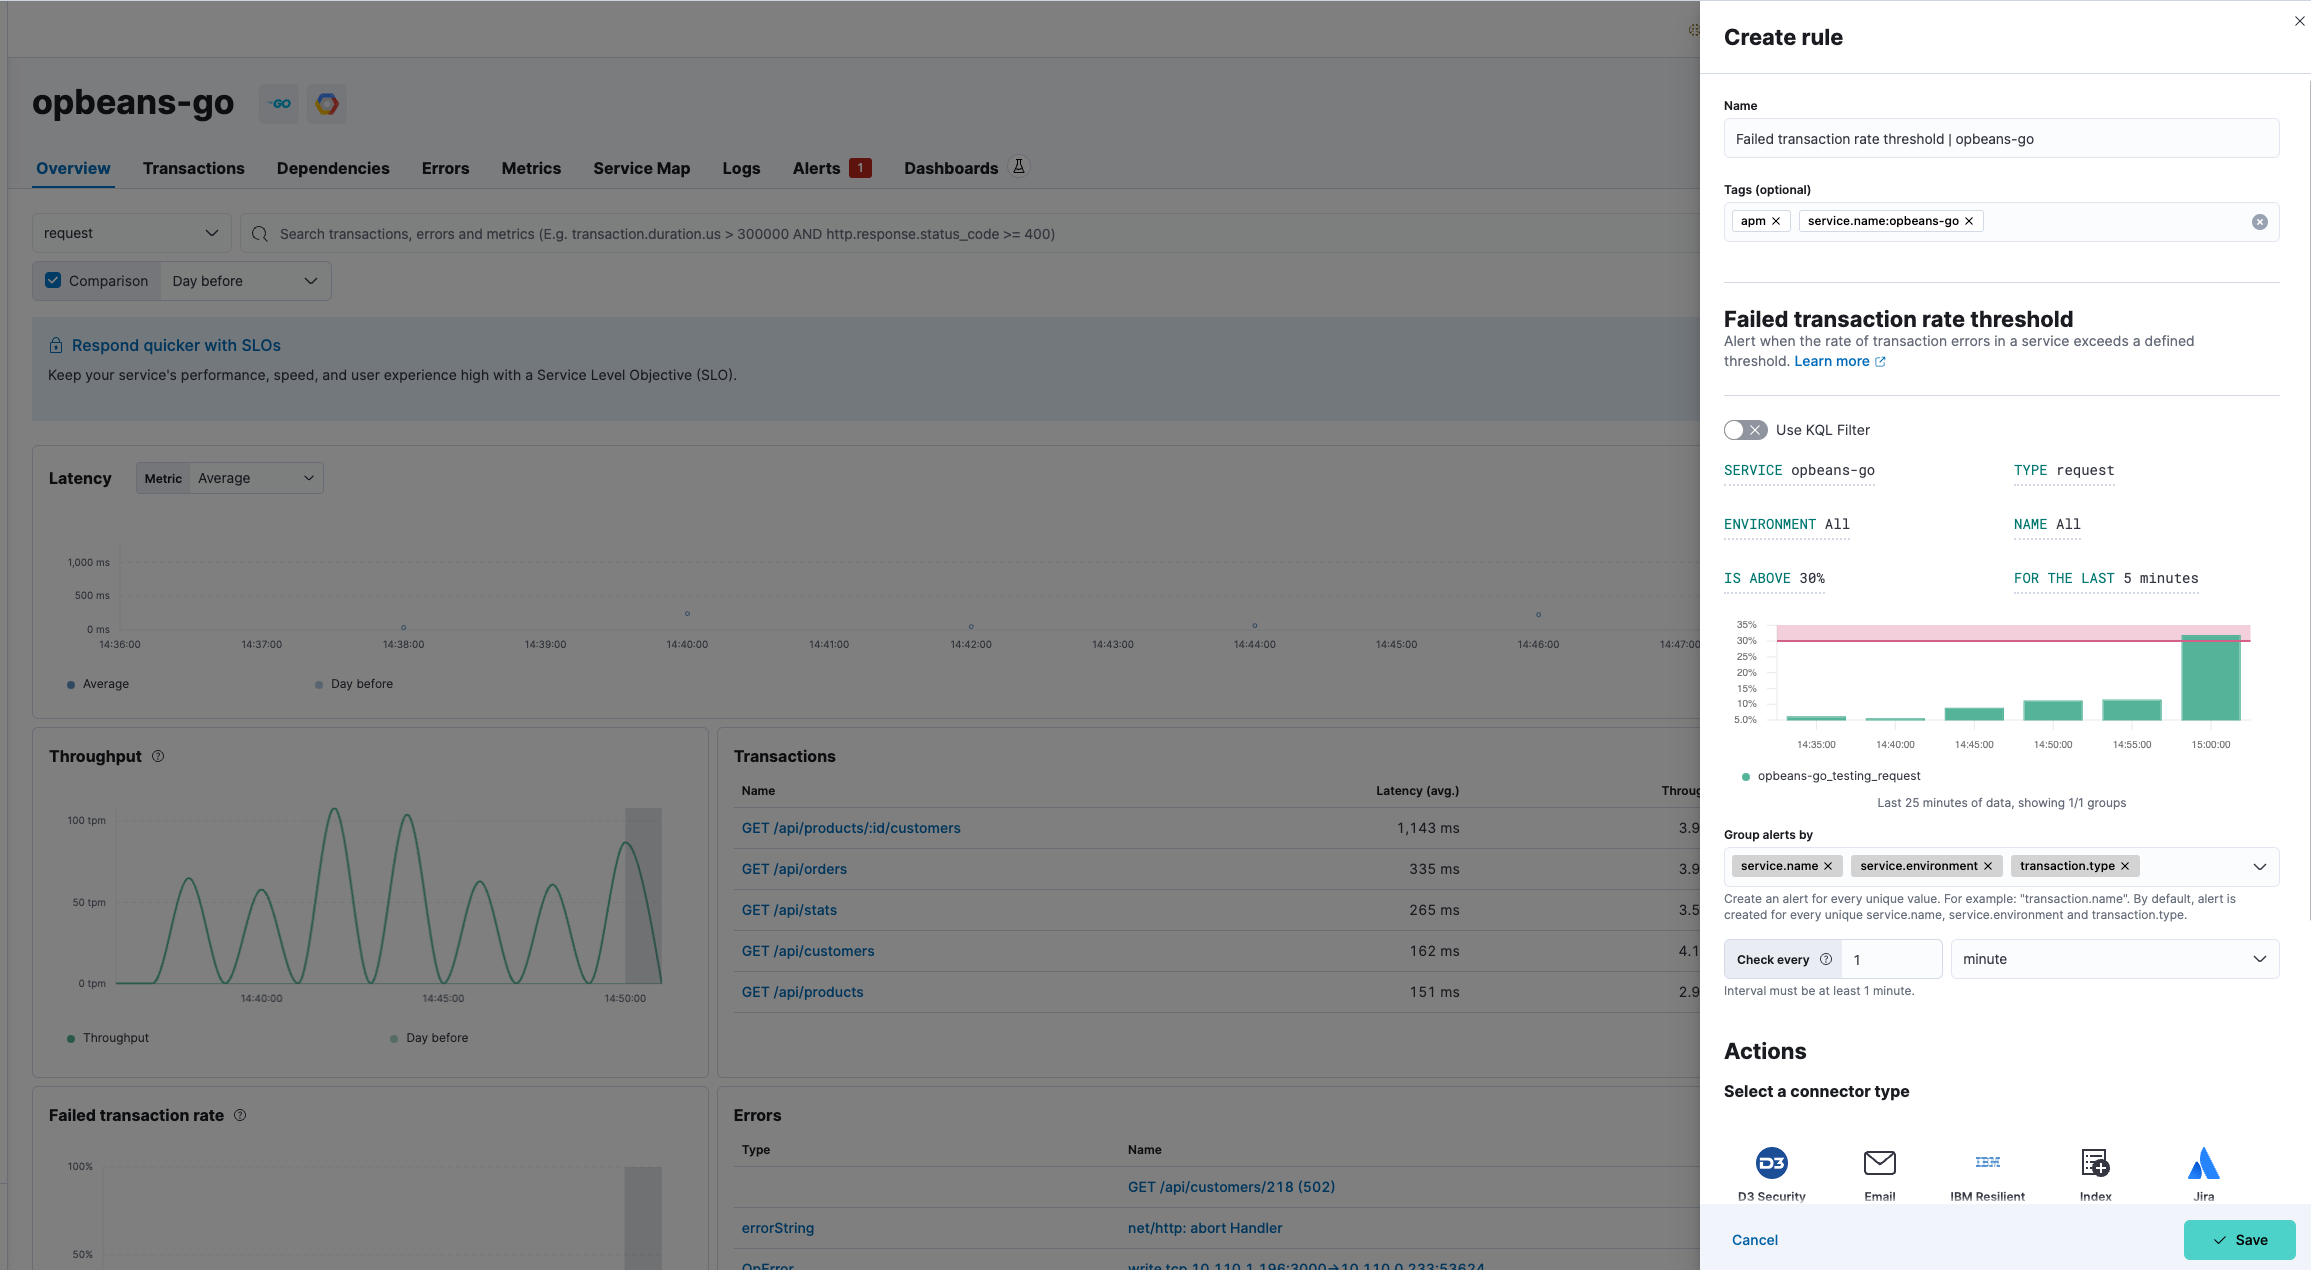 opbeans-go
GO
Overview Transactions Dependencies Errors Metrics Service Map Logs Alerts 1 Dashboards
request
Search transactions, errors and metrics (E.g. transaction.duration.us > 300000 AND http.response.status_code >= 400)
Comparison Day before
Respond quicker with SLOs
Keep your service's performance, speed, and user experience high with a Service Level Objective (SLO).
Latency Metric Average
1,000 ms
500 ms
0 ms
14:36:00 14:37:00 14:38:00 14:39:00 14:40:00 14:41:00 14:42:00 14:43:00 14:44:00 14:45:00 14:46:00 14:47:00
Average Day before
Throughput
100 tpm
50 tpm
0 tpm
14:40:00 14:45:00 14:50:00
Throughput Day before
Transactions
Name Latency (avg.) Throug
GET /api/products/:id/customers 1,143 ms 3.9
GET /api/orders 335 ms 3.9
GET /api/stats 265 ms 3.5
GET /api/customers 162 ms 4.1
GET /api/products 151 ms 2.9
Failed transaction rate
100%
50%
Errors
Type Name
GET /api/customers/218 (502)
errorString net/http: abort Handler
OpError write tcp 10.110.1.196:3000->10.110.0.233:53624
Create rule
Name
Failed transaction rate threshold | opbeans-go
Tags (optional)
apm service.name:opbeans-go
Failed transaction rate threshold
Alert when the rate of transaction errors in a service exceeds a defined
threshold. Learn more
Use KQL Filter
SERVICE opbeans-go TYPE request
ENVIRONMENT All NAME All
IS ABOVE 30% FOR THE LAST 5 minutes
35%
30%
25%
20%
15%
10%
5.0%
14:35:00 14:40:00 14:45:00 14:50:00 14:55:00 15:00:00
opbeans-go_testing_request
Last 25 minutes of data, showing 1/1 groups
Group alerts by
service.name service.environment transaction.type
Create an alert for every unique value. For example: "transaction.name". By default, alert is
created for every unique service.name, service.environment and transaction.type.
Check every 1 minute
Interval must be at least 1 minute.
Actions
Select a connector type
D3 IBM
D3 Security Email IBM Resilient Index Jira
Cancel Save